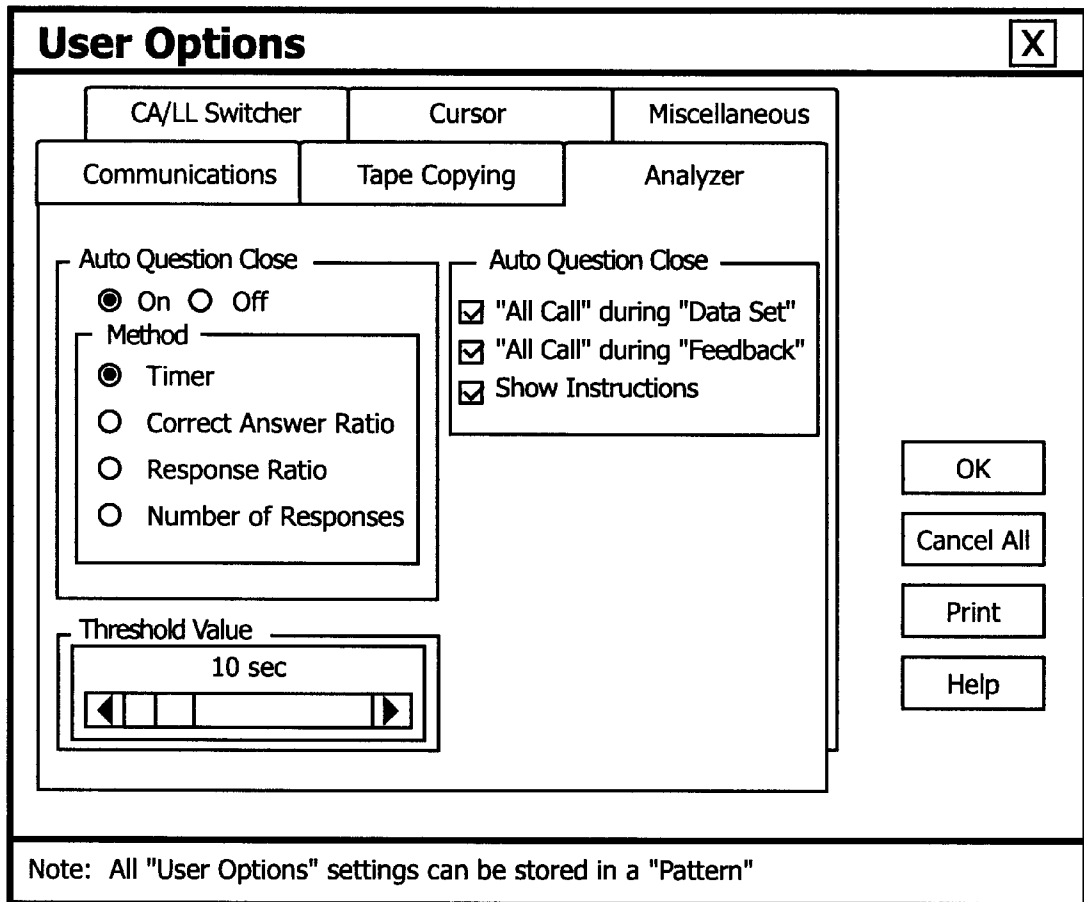 User Options
X
CA/LL Switcher
Cursor
Miscellaneous
Communications
Tape Copying
Analyzer
Auto Question Close
On Off
Method
Timer
Correct Answer Ratio
Response Ratio
Number of Responses
Threshold Value
10 sec
Auto Question Close
"All Call" during "Data Set"
"All Call" during "Feedback"
Show Instructions
OK
Cancel All
Print
Help
Note: All "User Options" settings can be stored in a "Pattern"